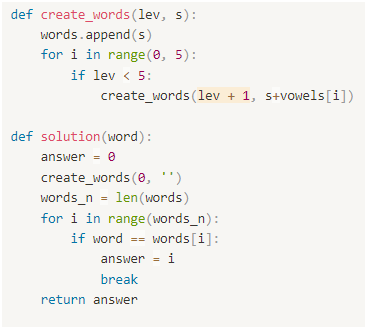 def create_words(lev, s):
    words.append(s)
    for i in range(0, 5):
        if lev < 5:
            create_words(lev + 1, s+vowels[i])

def solution(word):
    answer = 0
    create_words(0, '')
    words_n = len(words)
    for i in range(words_n):
        if word == words[i]:
            answer = i
            break
    return answer